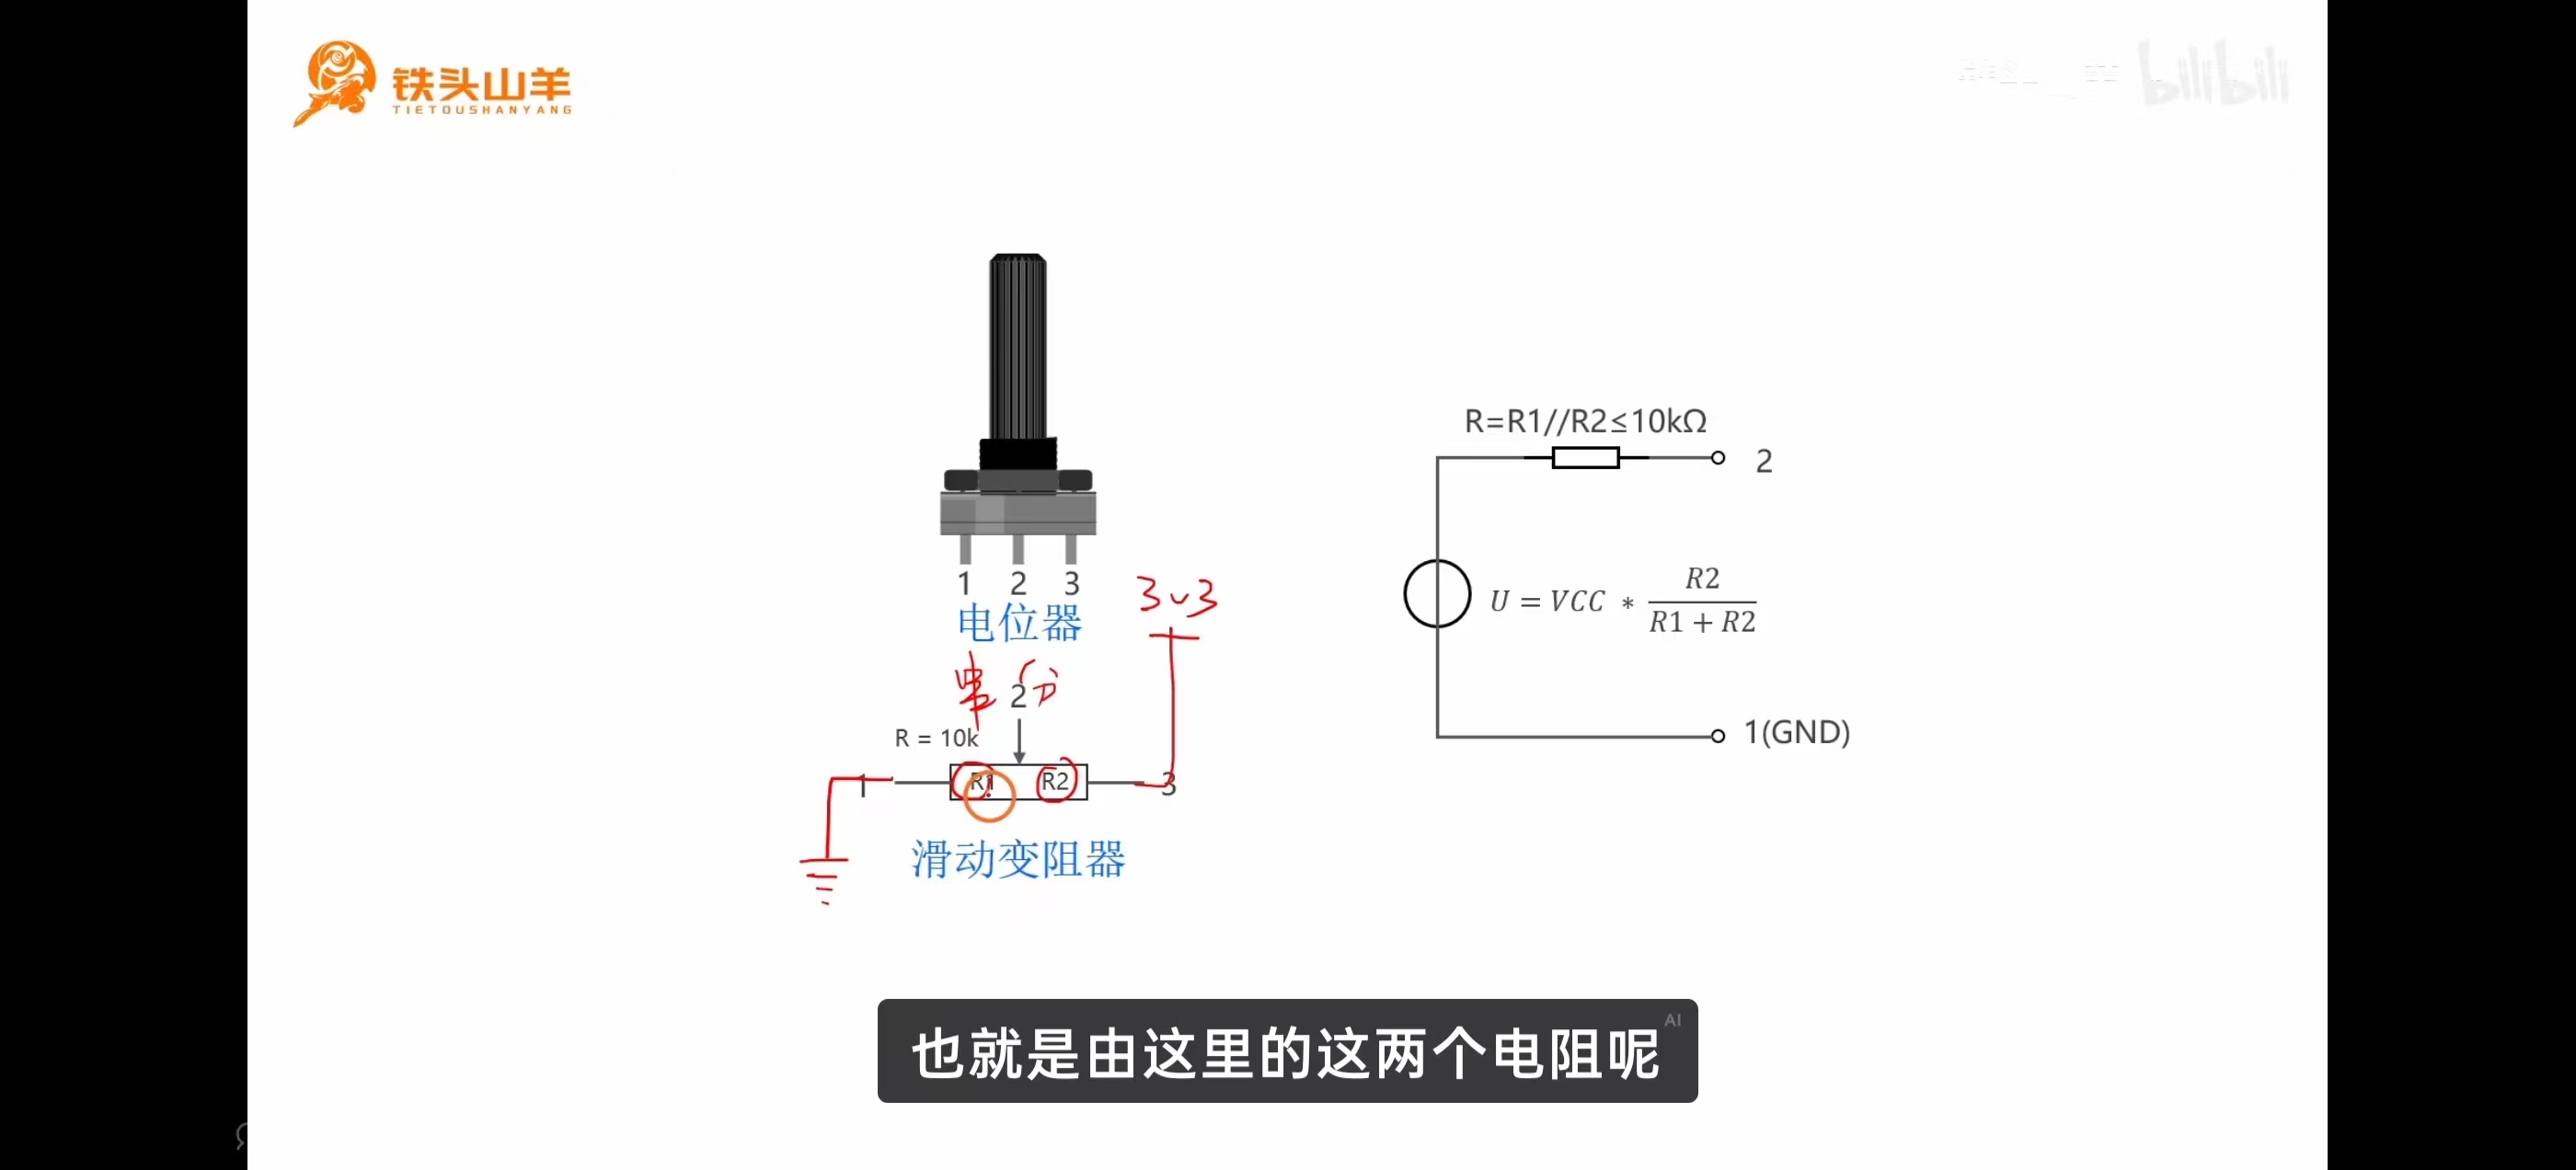 铁头山羊
TIETOUSHANYANG
bilibili
R=R1//R2≤10kΩ
2
1 2 3
电位器
3v3
U = VCC * R2 / R1 + R2
串 分
2
R = 10k
1(GND)
1 R1 R2 3
滑动变阻器
也就是由这里的这两个电阻呢
AI